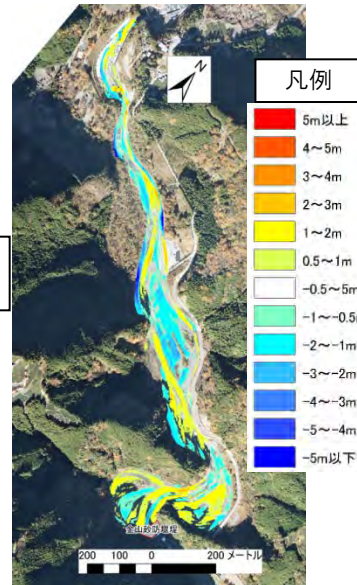 N
凡例
5m以上
4～5m
3～4m
2～3m
1～2m
0.5～1m
-0.5～5m
-1～-0.5m
-2～-1m
-3～-2m
-4～-3m
-5～-4m
-5m以下
金山砂防堰堤
200 100 0 200 メートル